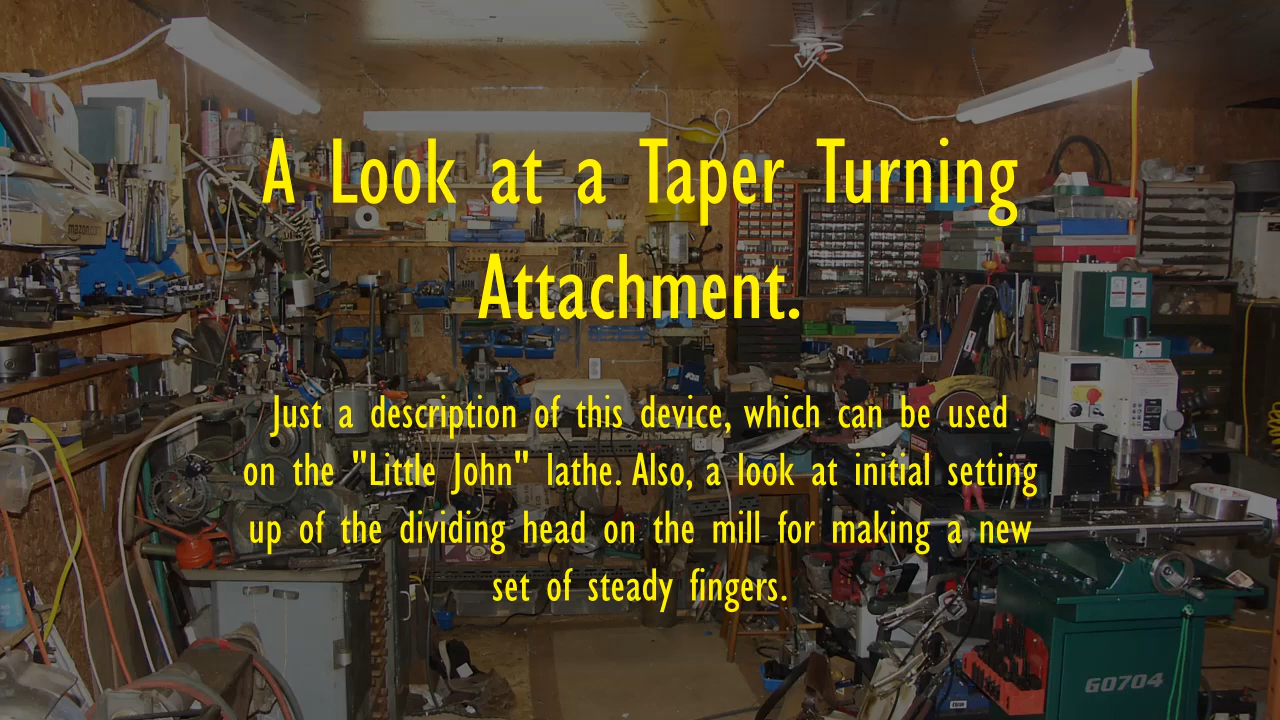 A Look at a Taper Turning
Attachment.
Just a description of this device, which can be used
on the "Little John" lathe. Also, a look at initial setting
up of the dividing head on the mill for making a new
set of steady fingers.
amazon.com
G0704